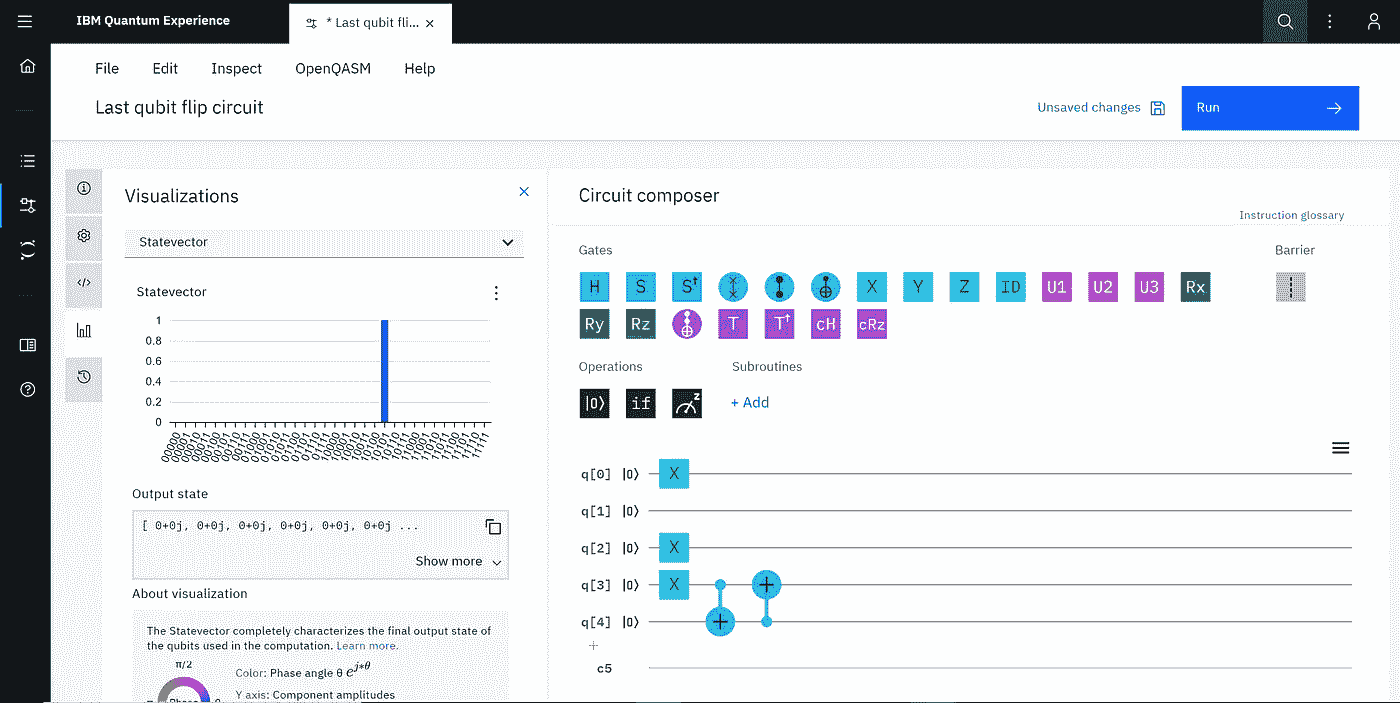 IBM Quantum Experience
* Last qubit fli...
File Edit Inspect OpenQASM Help
Last qubit flip circuit
Unsaved changes
Run
Visualizations
Statevector
Statevector
1
0.8
0.6
0.4
0.2
0
00000 00001 00010 00011 00100 00101 00110 00111 01000 01001 01010 01011 01100 01101 01110 01111 10000 10001 10010 10011 10100 10101 10110 10111 11000 11001 11010 11011 11100 11101 11110 11111
Output state
[ 0+0j, 0+0j, 0+0j, 0+0j, 0+0j, 0+0j ...
Show more
About visualization
The Statevector completely characterizes the final output state of
the qubits used in the computation. Learn more.
π/2
Color: Phase angle θ e^{j*θ}
Y axis: Component amplitudes
π Phase 0
Circuit composer
Instruction glossary
Gates
Barrier
H S S† X Y Z ID U1 U2 U3 Rx
Ry Rz T T† cH cRz
Operations
Subroutines
|0⟩ if z
+ Add
q[0] |0⟩ X
q[1] |0⟩
q[2] |0⟩ X
q[3] |0⟩ X +
q[4] |0⟩ +
+
c5